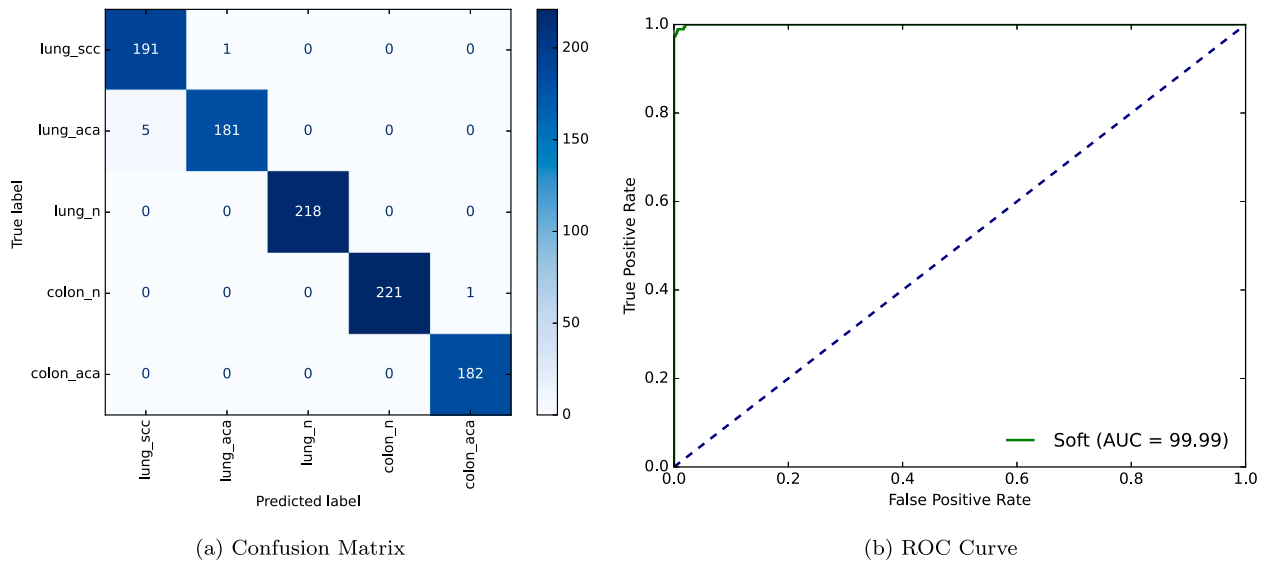 lung_scc 191 1 0 0 0
lung_aca 5 181 0 0 0
lung_n 0 0 218 0 0
colon_n 0 0 0 221 1
colon_aca 0 0 0 0 182
True label
lung_scc lung_aca lung_n colon_n colon_aca
Predicted label
200
150
100
50
0
(a) Confusion Matrix
1.0
0.8
0.6
0.4
0.2
0.0
True Positive Rate
Soft (AUC = 99.99)
0.0 0.2 0.4 0.6 0.8 1.0
False Positive Rate
(b) ROC Curve